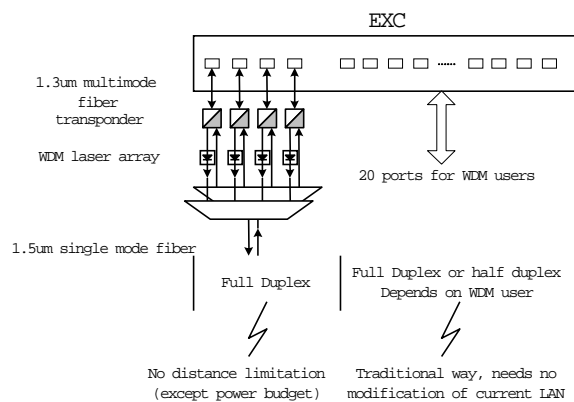 EXC
......
1.3um multimode
fiber
transponder
WDM laser array
20 ports for WDM users
1.5um single mode fiber
Full Duplex
Full Duplex or half duplex
Depends on WDM user
No distance limitation
(except power budget)
Traditional way, needs no
modification of current LAN